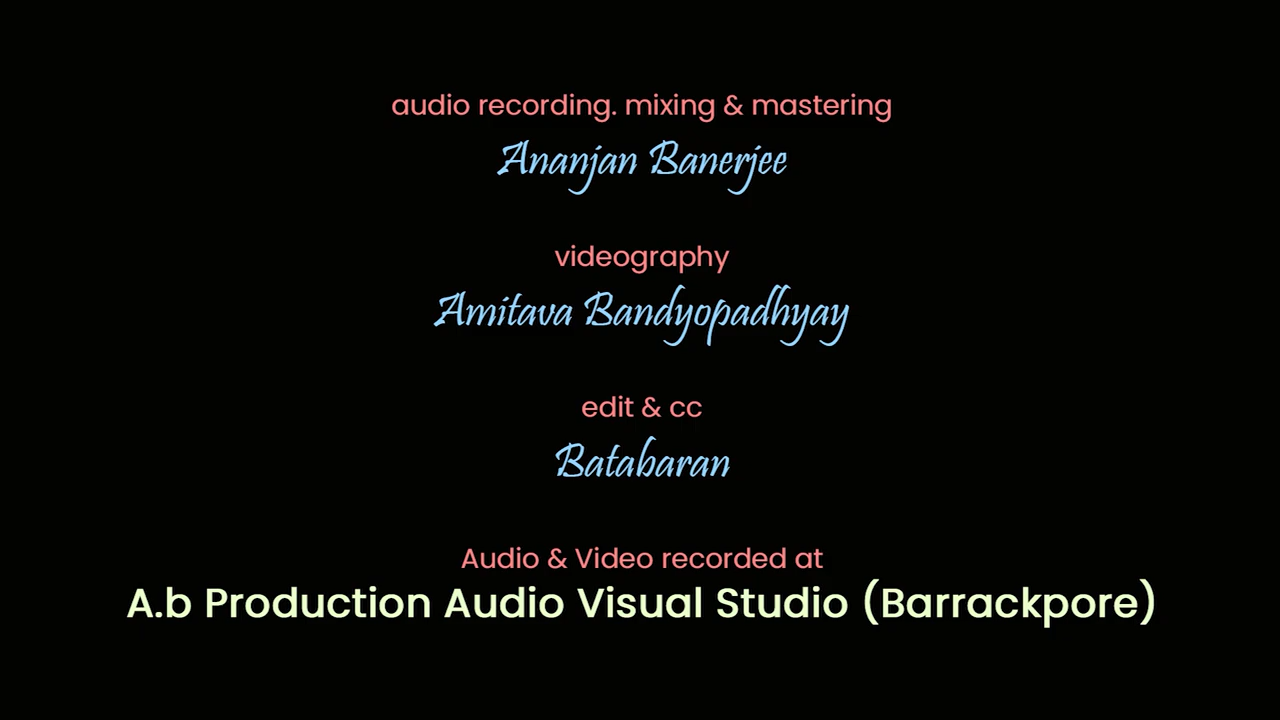 audio recording. mixing & mastering
Ananjan Banerjee
videography
Amitava Bandyopadhyay
edit & cc
Batabaran
Audio & Video recorded at
A.b Production Audio Visual Studio (Barrackpore)